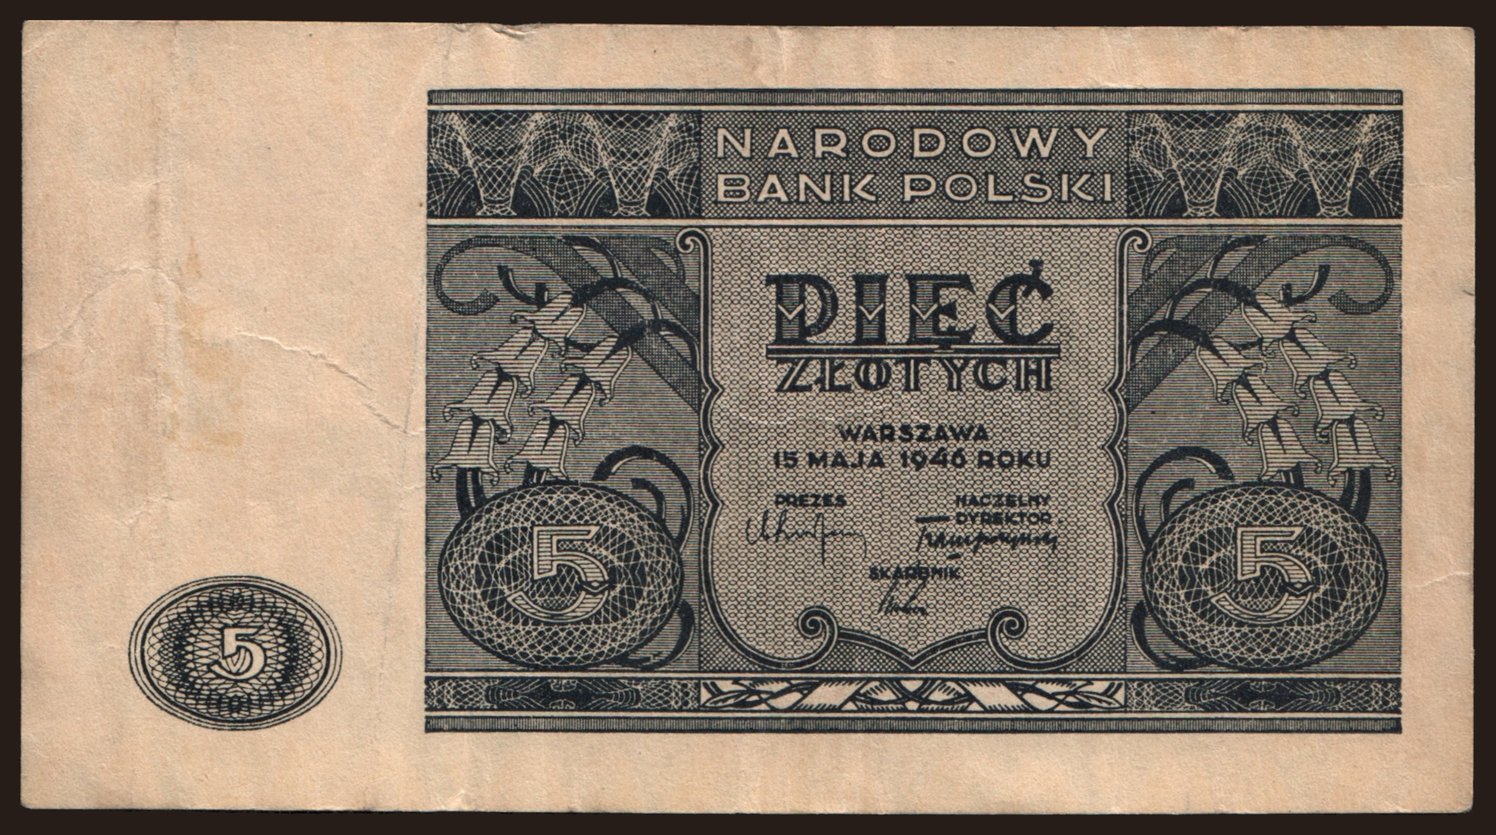 NARODOWY
BANK POLSKI
PIĘĆ
ZŁOTYCH
WARSZAWA
15 MAJA 1946 ROKU
PREZES
NACZELNY
DYREKTOR
SKARBNIK
5
5
5